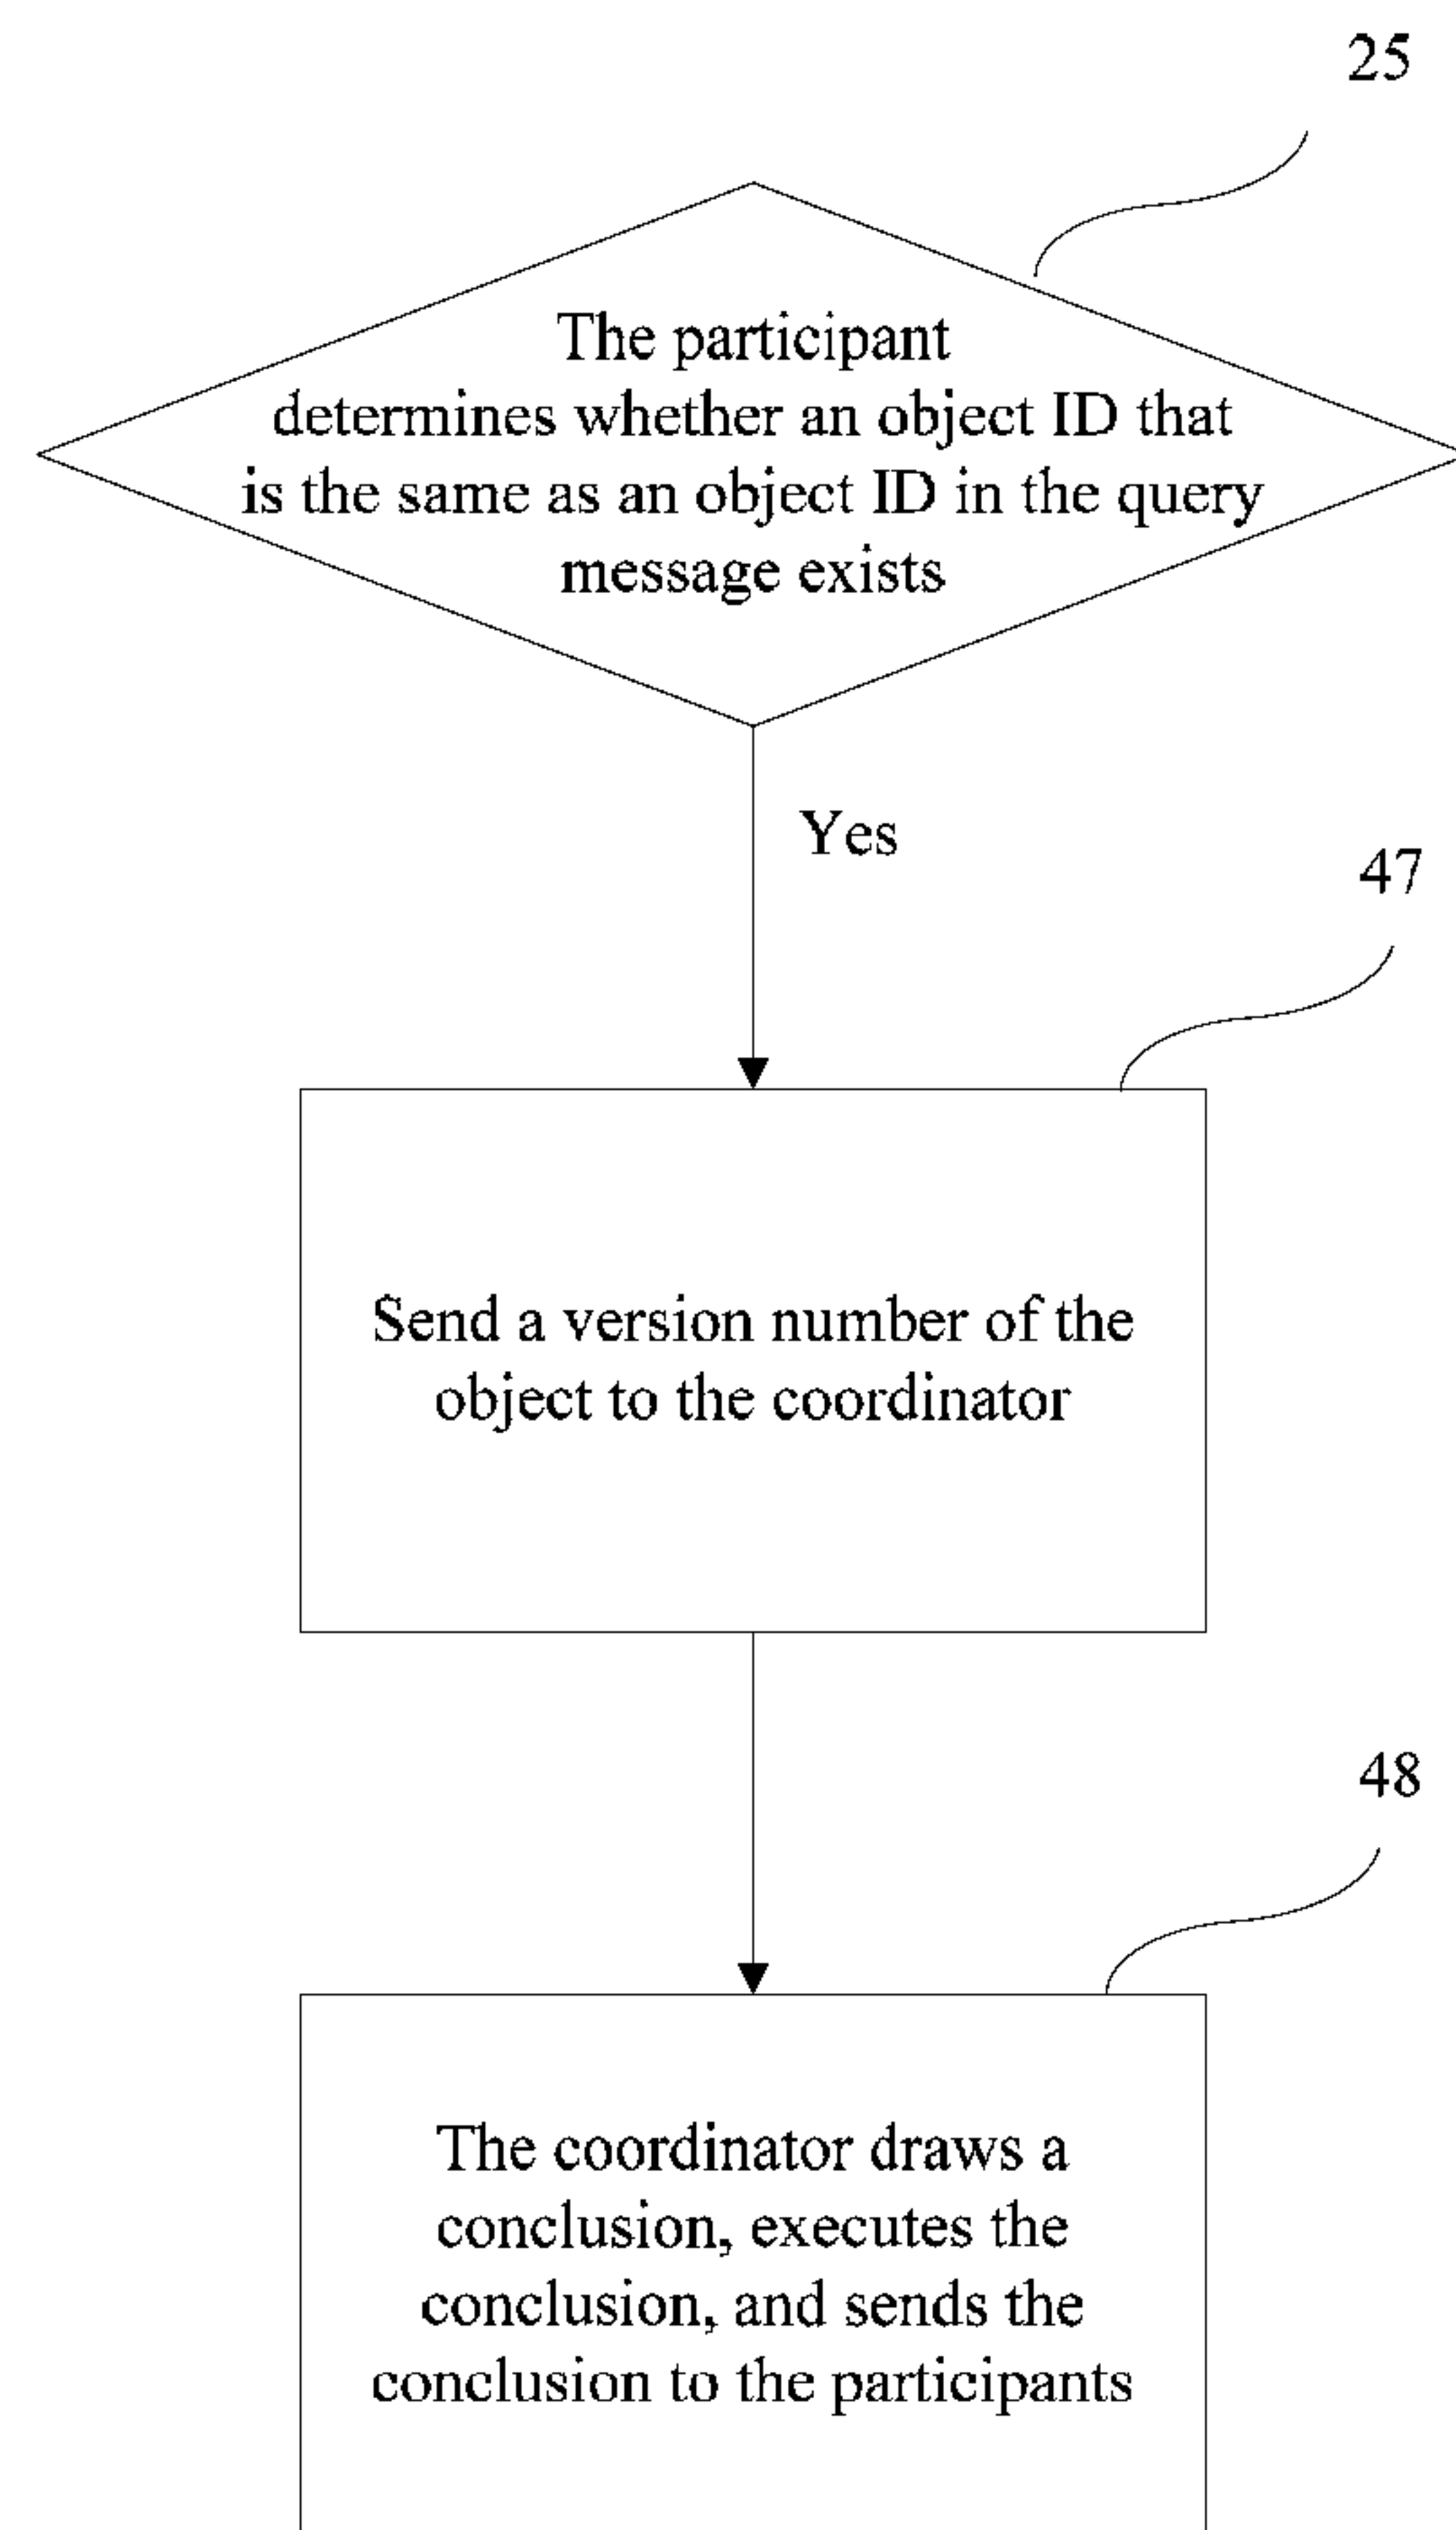 25
The participant
determines whether an object ID that
is the same as an object ID in the query
message exists
Yes
47
Send a version number of the
object to the coordinator
48
The coordinator draws a
conclusion, executes the
conclusion, and sends the
conclusion to the participants